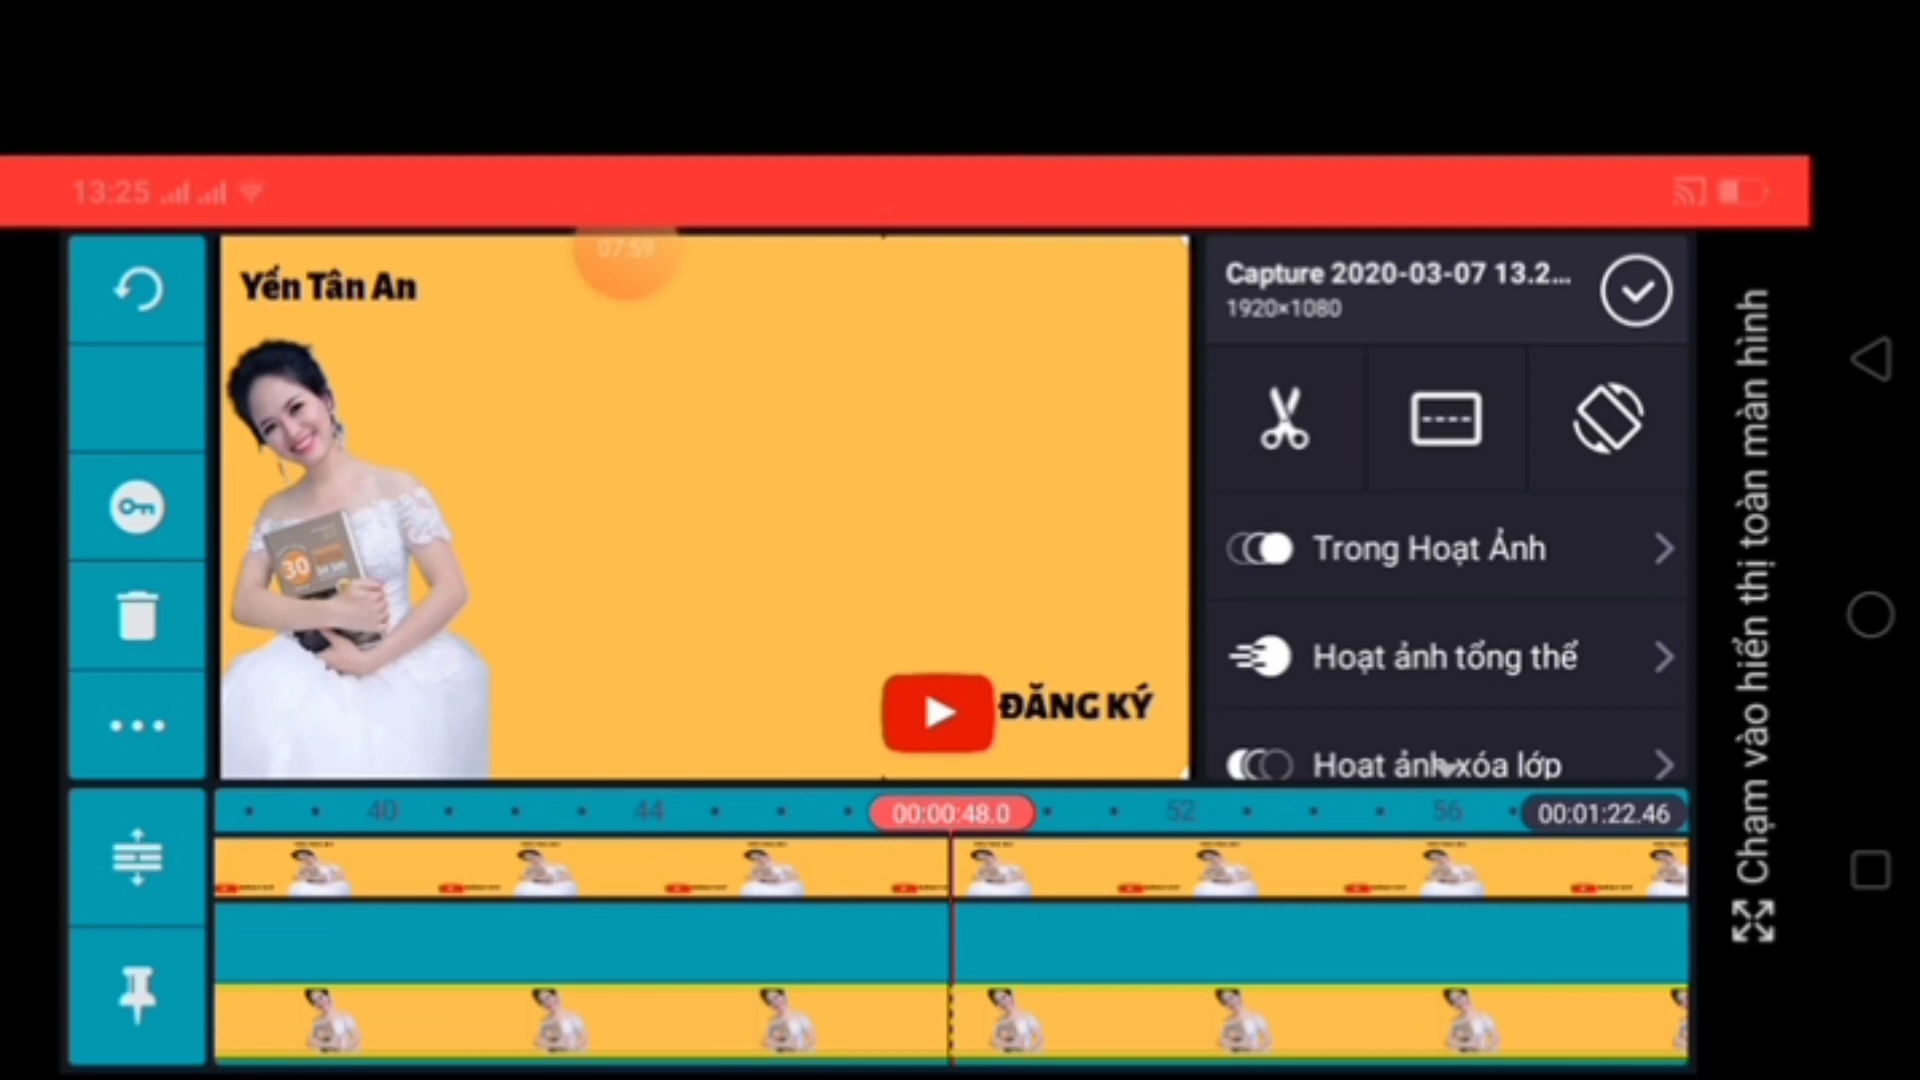 13:25
07:59
Yến Tân An
30
ĐĂNG KÝ
Capture 2020-03-07 13.2...
1920×1080
Trong Hoạt Ảnh
Hoạt ảnh tổng thể
Hoạt ảnh xóa lớp
40
44
00:00:48.0
52
56
00:01:22.46
Chạm vào hiển thị toàn màn hình